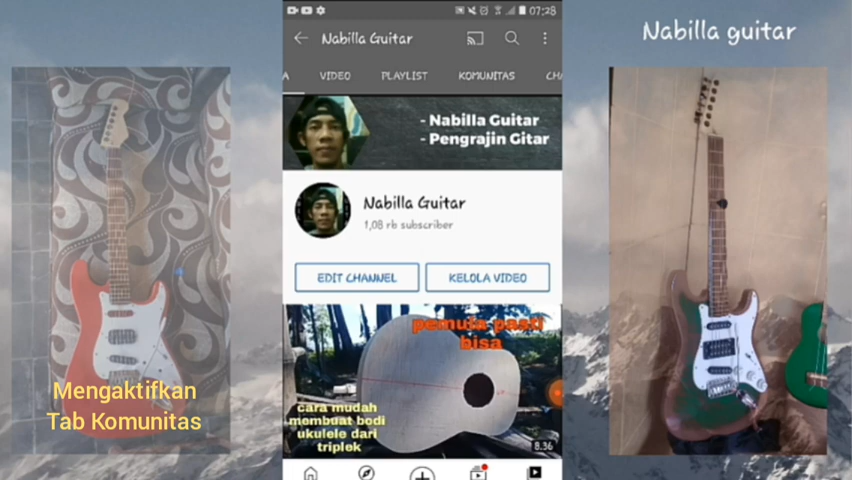 07:28
Nabilla guitar
Nabilla Guitar
A VIDEO PLAYLIST KOMUNITAS CHA
- Nabilla Guitar
- Pengrajin Gitar
Nabilla Guitar
1,08 rb subscriber
EDIT CHANNEL KELOLA VIDEO
pemula pasti
bisa
cara mudah
membuat bodi
ukulele dari
triplek
8.36
Mengaktifkan
Tab Komunitas